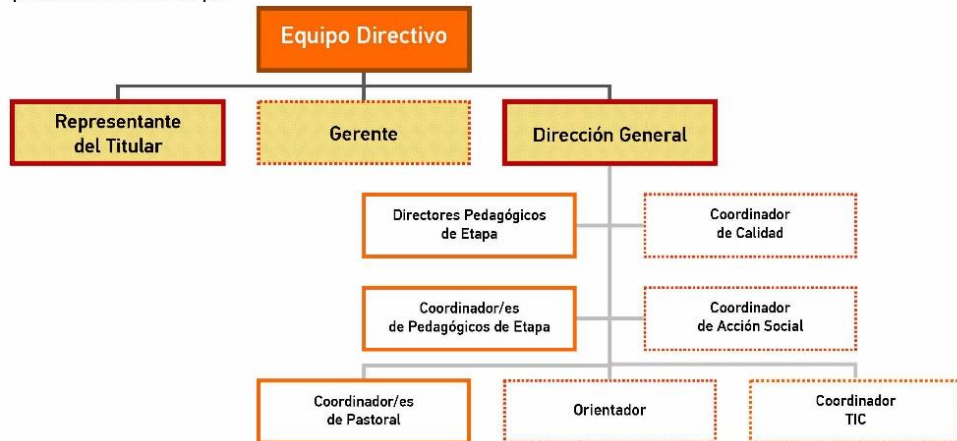 Equipo Directivo
Representante
del Titular
Gerente
Dirección General
Directores Pedagógicos
de Etapa
Coordinador
de Calidad
Coordinador/es
de Pedagógicos de Etapa
Coordinador
de Acción Social
Coordinador/es
de Pastoral
Orientador
Coordinador
TIC